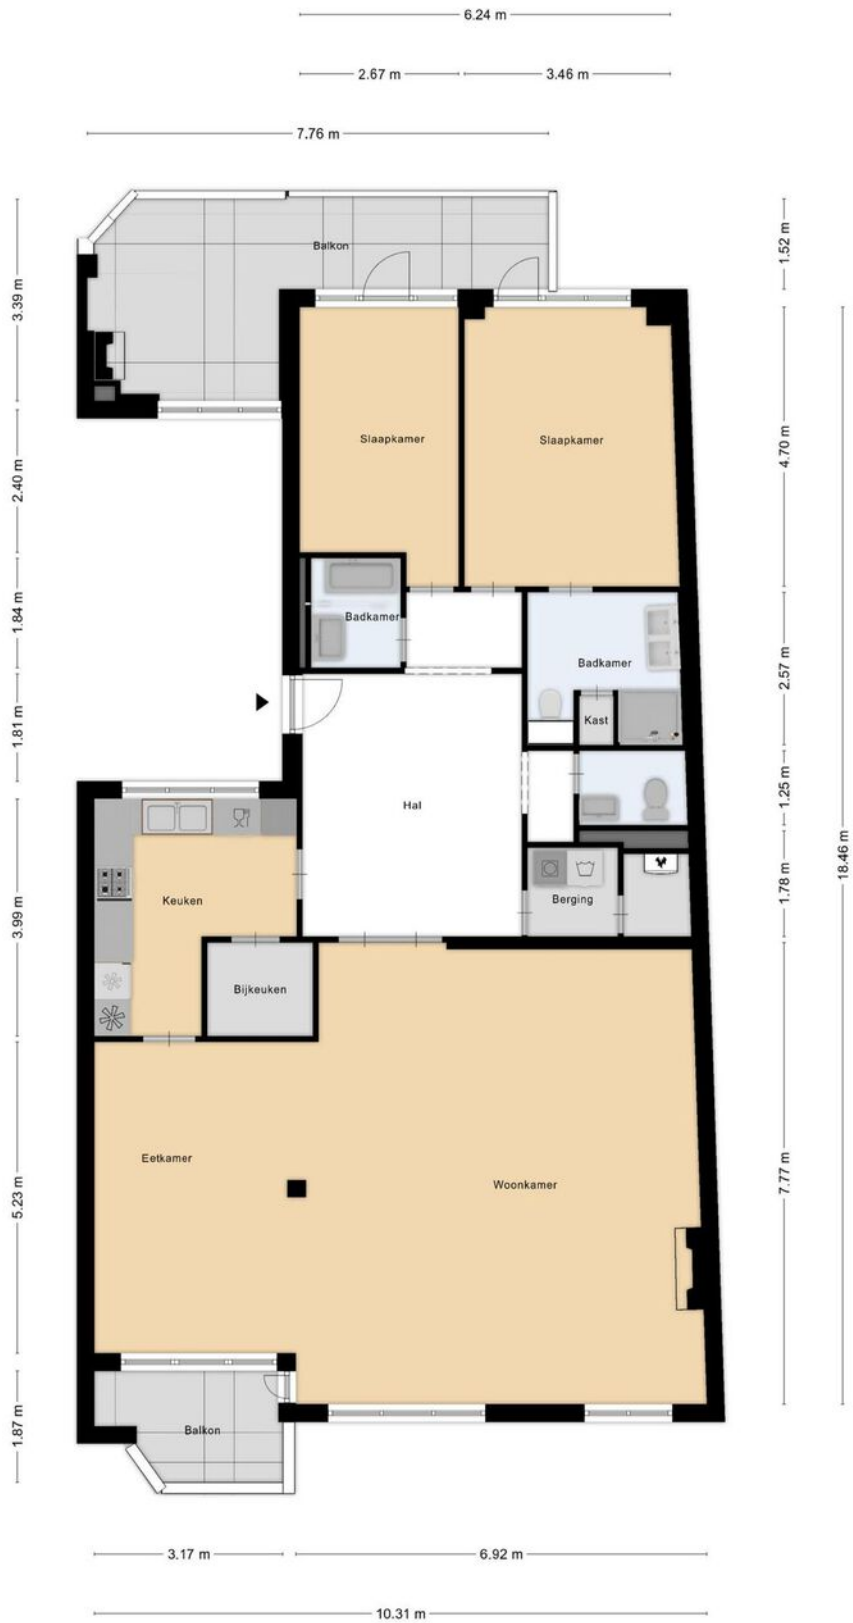 6.24 m
2.67 m
3.46 m
7.76 m
Balkon
1.52 m
3.39 m
Slaapkamer
Slaapkamer
4.70 m
2.40 m
Badkamer
1.84 m
Badkamer
2.57 m
Kast
1.81 m
Hal
1.25 m
18.46 m
Keuken
Berging
1.78 m
3.99 m
Bijkeuken
Eetkamer
Woonkamer
7.77 m
5.23 m
Balkon
1.87 m
3.17 m
6.92 m
10.31 m